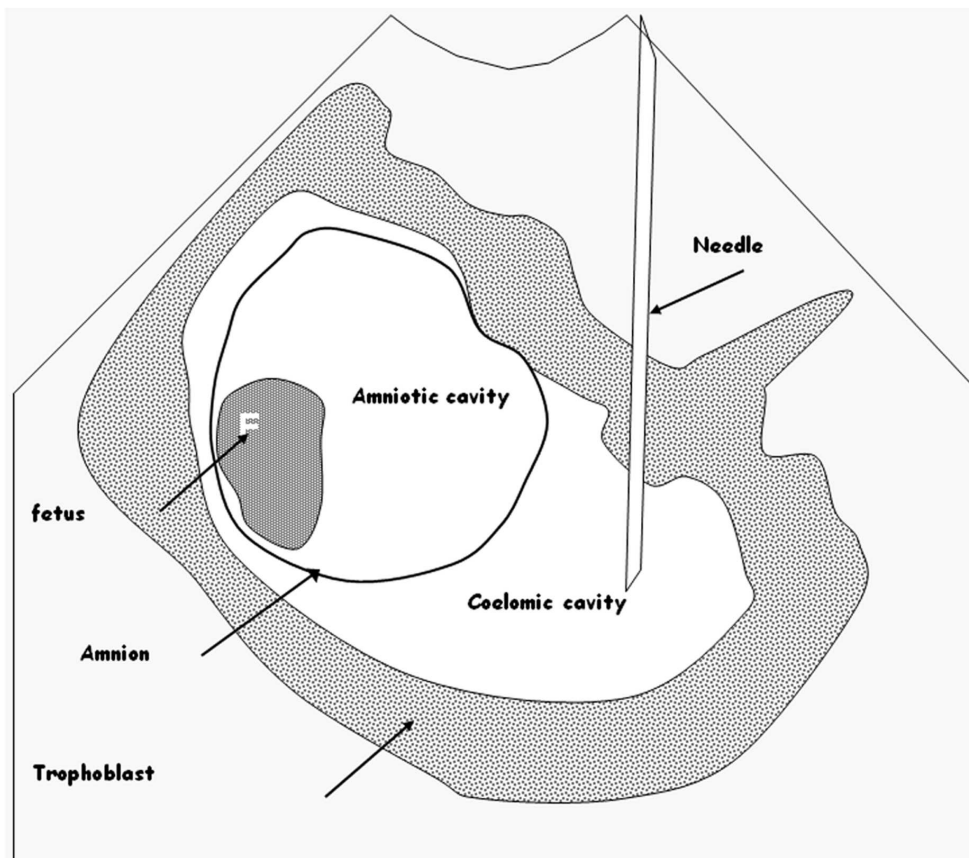 Needle
Amniotic cavity
F
fetus
Coelomic cavity
Amnion
Trophoblast